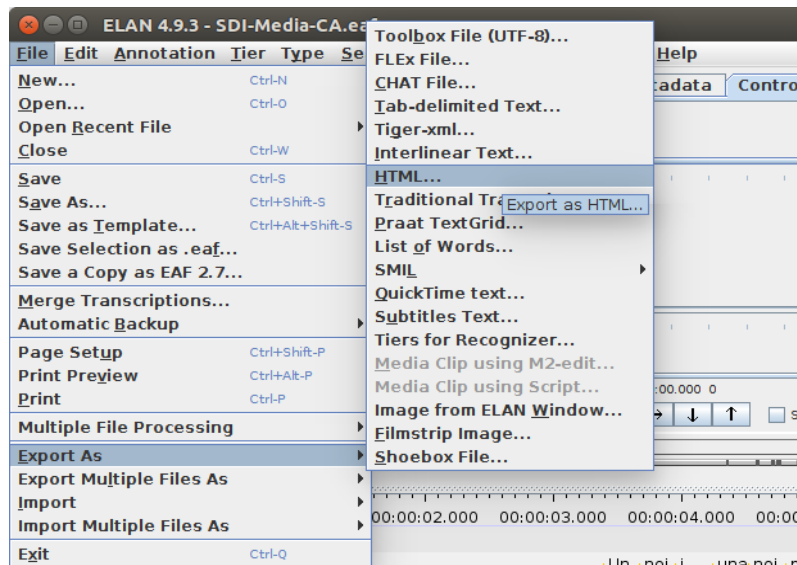 ELAN 4.9.3 - SDI-Media-CA.eaf
File Edit Annotation Tier Type Se Help
New... Ctrl-N
Open... Ctrl-O
Open Recent File
Close Ctrl-W
Save Ctrl-S
Save As... Ctrl+Shift-S
Save as Template... Ctrl+Alt+Shift-S
Save Selection as .eaf...
Save a Copy as EAF 2.7...
Merge Transcriptions...
Automatic Backup
Page Setup Ctrl+Shift-P
Print Preview Ctrl+Alt-P
Print Ctrl-P
Multiple File Processing
Export As
Export Multiple Files As
Import
Import Multiple Files As
Exit Ctrl-Q
Toolbox File (UTF-8)...
FLEx File...
CHAT File...
Tab-delimited Text...
Tiger-xml...
Interlinear Text...
HTML...
Traditional Tra
Export as HTML...
Praat TextGrid...
List of Words...
SMIL
QuickTime text...
Subtitles Text...
Tiers for Recognizer...
Media Clip using M2-edit...
Media Clip using Script...
Image from ELAN Window...
Filmstrip Image...
Shoebox File...
adata Contro
:00.000 0
S
00:00:02.000 00:00:03.000 00:00:04.000 00:00